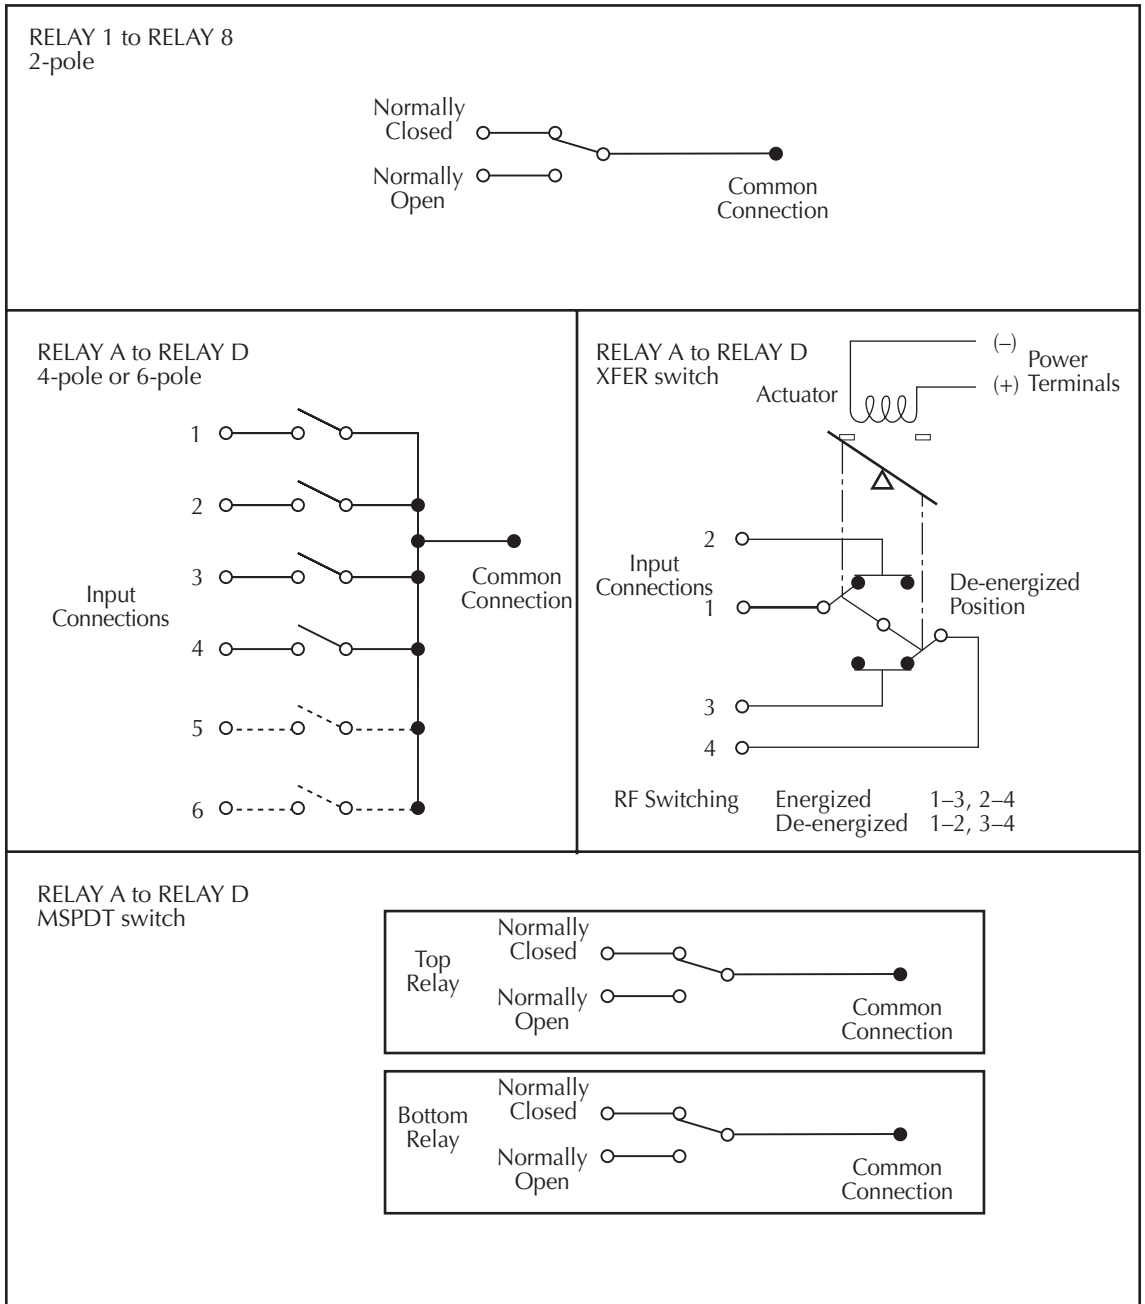 RELAY 1 to RELAY 8
2-pole
Normally
Closed
Normally
Open
Common
Connection
RELAY A to RELAY D
4-pole or 6-pole
1
2
3
4
5
6
Input
Connections
Common
Connection
RELAY A to RELAY D
XFER switch
Actuator
(–)
(+)
Power
Terminals
2
1
Input
Connections
De-energized
Position
3
4
RF Switching Energized 1–3, 2–4
De-energized 1–2, 3–4
RELAY A to RELAY D
MSPDT switch
Top
Relay
Normally
Closed
Normally
Open
Common
Connection
Bottom
Relay
Normally
Closed
Normally
Open
Common
Connection